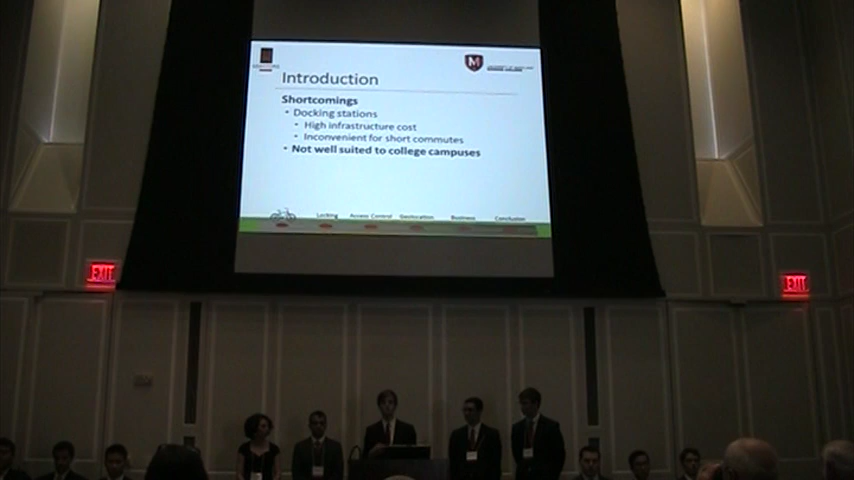 Introduction
Shortcomings
• Docking stations
• High infrastructure cost
• Inconvenient for short commutes
• Not well suited to college campuses
Locking Access Control Geolocation Business Conclusion
EXIT
EXIT
M